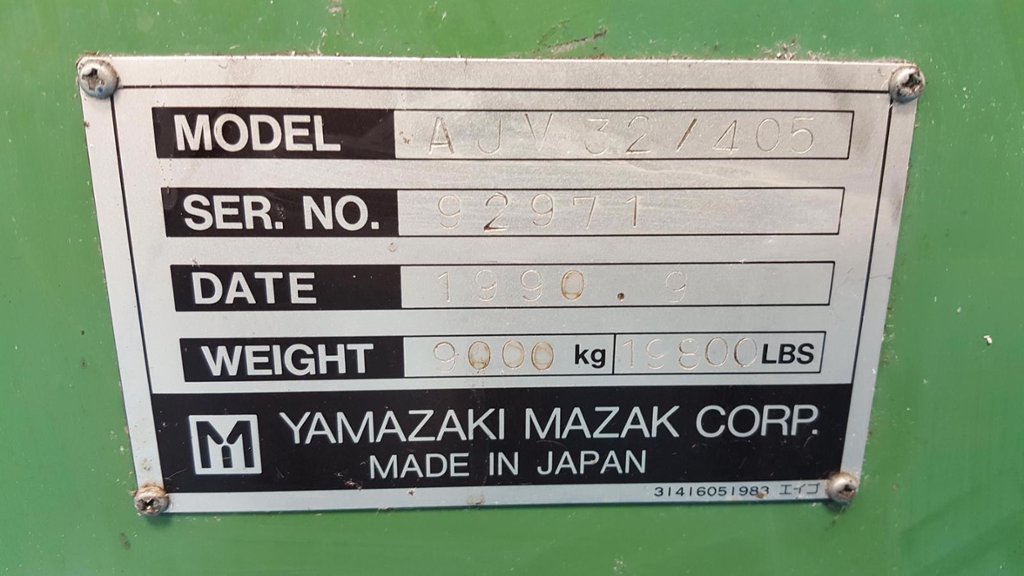 MODEL AJV 32/405
SER. NO. 92971
DATE 1990.9
WEIGHT 9000 kg 19800 LBS
M YAMAZAKI MAZAK CORP.
MADE IN JAPAN
31416051983 エイゴ